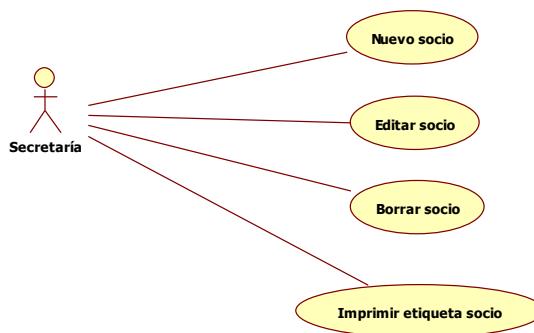 Nuevo socio
Editar socio
Secretaría
Borrar socio
Imprimir etiqueta socio